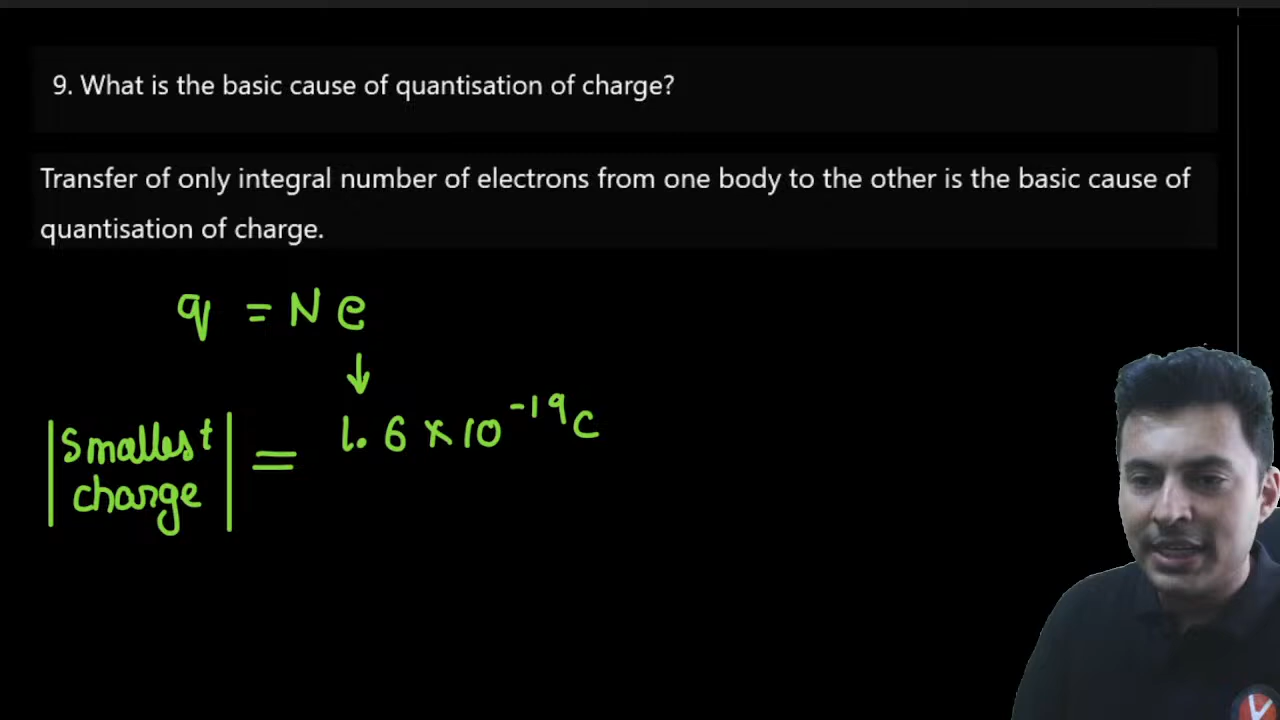 9. What is the basic cause of quantisation of charge?
Transfer of only integral number of electrons from one body to the other is the basic cause of
quantisation of charge.
q = N e
↓
|Smallest charge| = 1.6 × 10⁻¹⁹ C